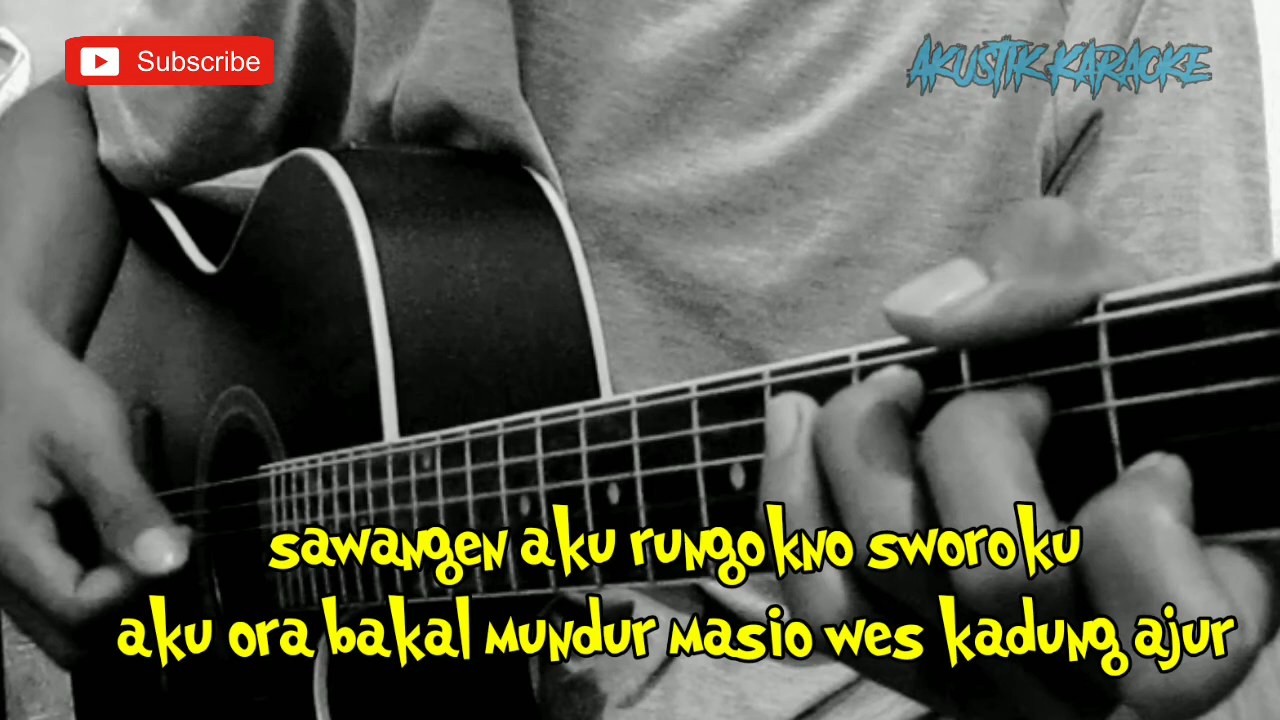 Subscribe
AKUSTIK KARAOKE
sawangen aku rungokno sworoku
aku ora bakal mundur masio wes kadung ajur